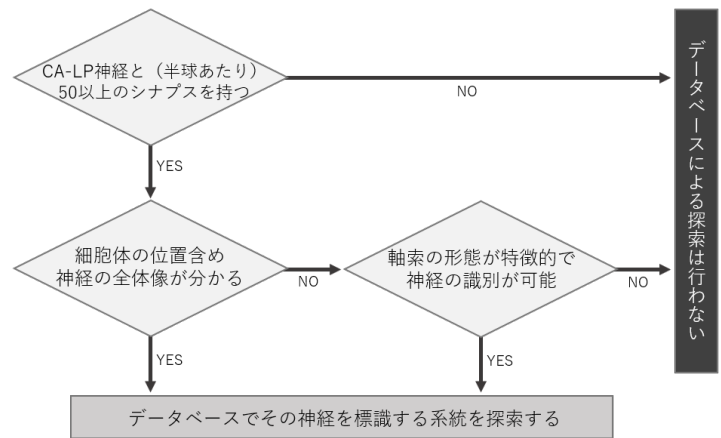 CA-LP神経と（半球あたり）
50以上のシナプスを持つ
NO
データベースによる探索は行わない
YES
細胞体の位置含め
神経の全体像が分かる
NO
軸索の形態が特徴的で
神経の識別が可能
NO
YES
YES
データベースでその神経を標識する系統を探索する